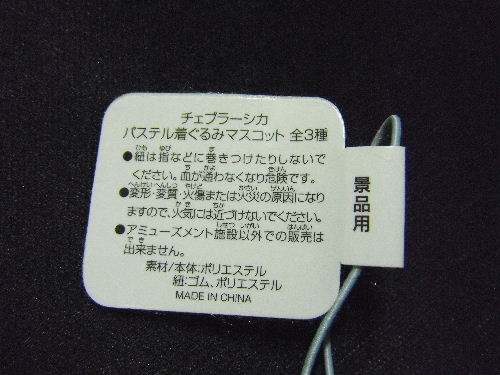 チェブラーシカ
パステル着ぐるみマスコット 全3種
●紐は指などに巻きつけたりしないで
ください。血が通わなくなり危険です。
●変形・変質・火傷または火災の原因になり
ますので、火気には近づけないでください。
●アミューズメント施設以外での販売は
出来ません。
素材/本体:ポリエステル
紐:ゴム、ポリエステル
MADE IN CHINA
景品用